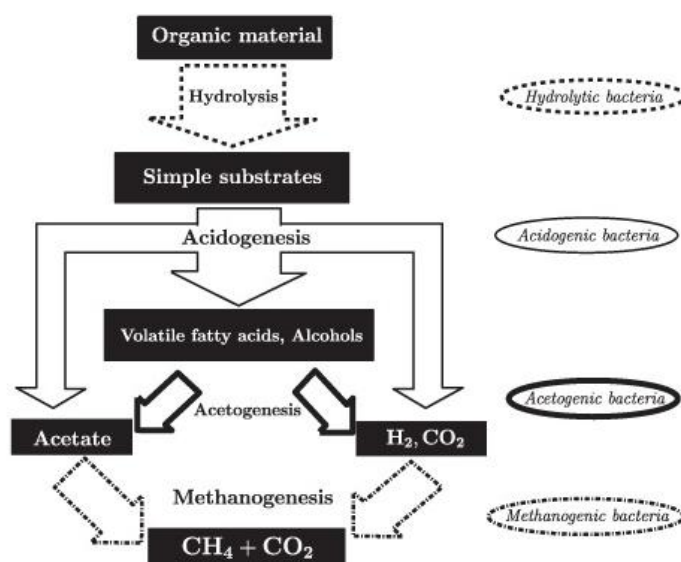 Organic material
Hydrolysis
Hydrolytic bacteria
Simple substrates
Acidogenesis
Acidogenic bacteria
Volatile fatty acids, Alcohols
Acetogenesis
Acetogenic bacteria
Acetate
H₂, CO₂
Methanogenesis
Methanogenic bacteria
CH₄ + CO₂